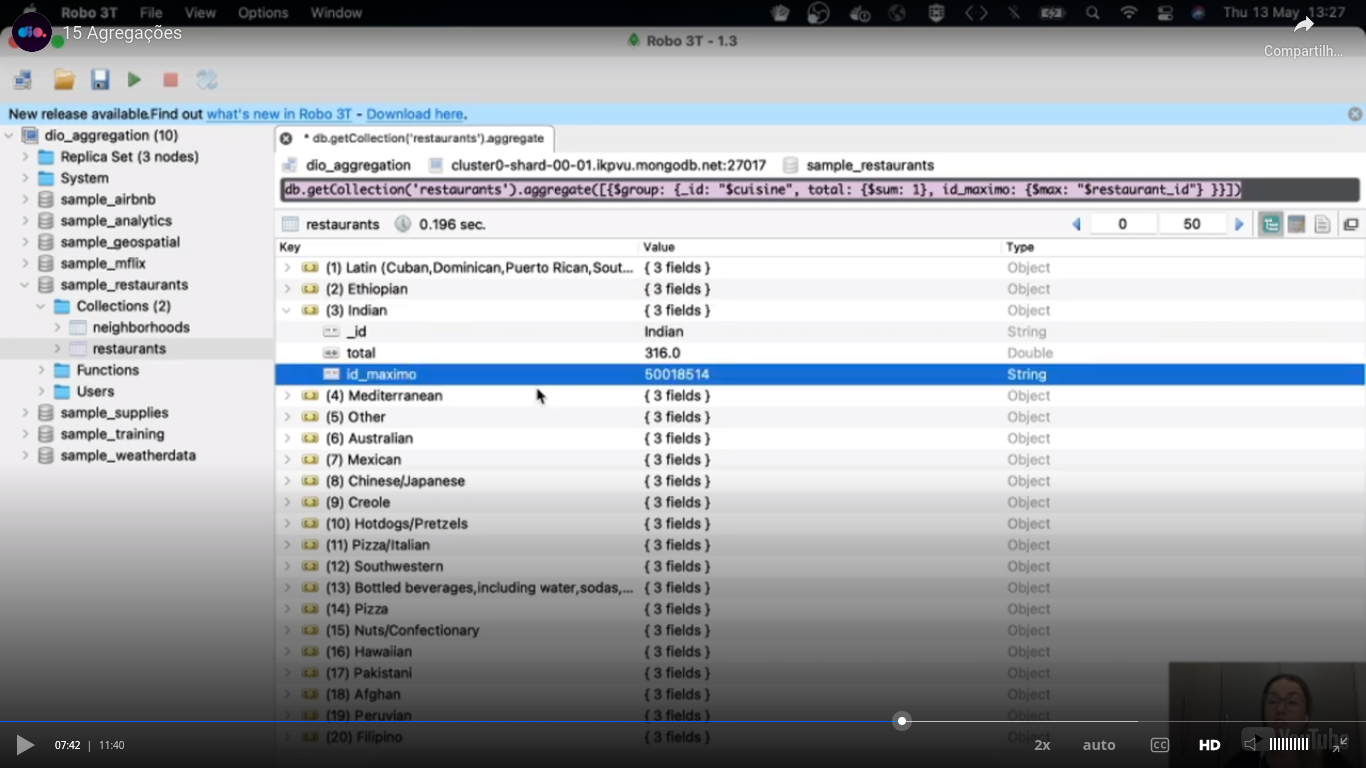 Robo 3T File View Options Window Thu 13 May 13:27
dio.
15 Agregações
Robo 3T - 1.3
Compartilh...
New release available.Find out what's new in Robo 3T - Download here.
dio_aggregation (10)
Replica Set (3 nodes)
System
sample_airbnb
sample_analytics
sample_geospatial
sample_mflix
sample_restaurants
Collections (2)
neighborhoods
restaurants
Functions
Users
sample_supplies
sample_training
sample_weatherdata
* db.getCollection('restaurants').aggregate
dio_aggregation cluster0-shard-00-01.ikpvu.mongodb.net:27017 sample_restaurants
db.getCollection('restaurants').aggregate([{$group: {_id: "$cuisine", total: {$sum: 1}, id_maximo: {$max: "$restaurant_id"} }}])
restaurants 0.196 sec. 0 50
Key Value Type
(1) Latin (Cuban,Dominican,Puerto Rican,Sout... { 3 fields } Object
(2) Ethiopian { 3 fields } Object
(3) Indian { 3 fields } Object
_id Indian String
total 316.0 Double
id_maximo 50018514 String
(4) Mediterranean { 3 fields } Object
(5) Other { 3 fields } Object
(6) Australian { 3 fields } Object
(7) Mexican { 3 fields } Object
(8) Chinese/Japanese { 3 fields } Object
(9) Creole { 3 fields } Object
(10) Hotdogs/Pretzels { 3 fields } Object
(11) Pizza/Italian { 3 fields } Object
(12) Southwestern { 3 fields } Object
(13) Bottled beverages,including water,sodas,... { 3 fields } Object
(14) Pizza { 3 fields } Object
(15) Nuts/Confectionary { 3 fields } Object
(16) Hawaiian { 3 fields } Object
(17) Pakistani { 3 fields } Object
(18) Afghan { 3 fields } Object
(19) Peruvian { 3 fields } Object
(20) Filipino { 3 fields } Object
07:42 | 11:40 2x auto CC HD YouTube